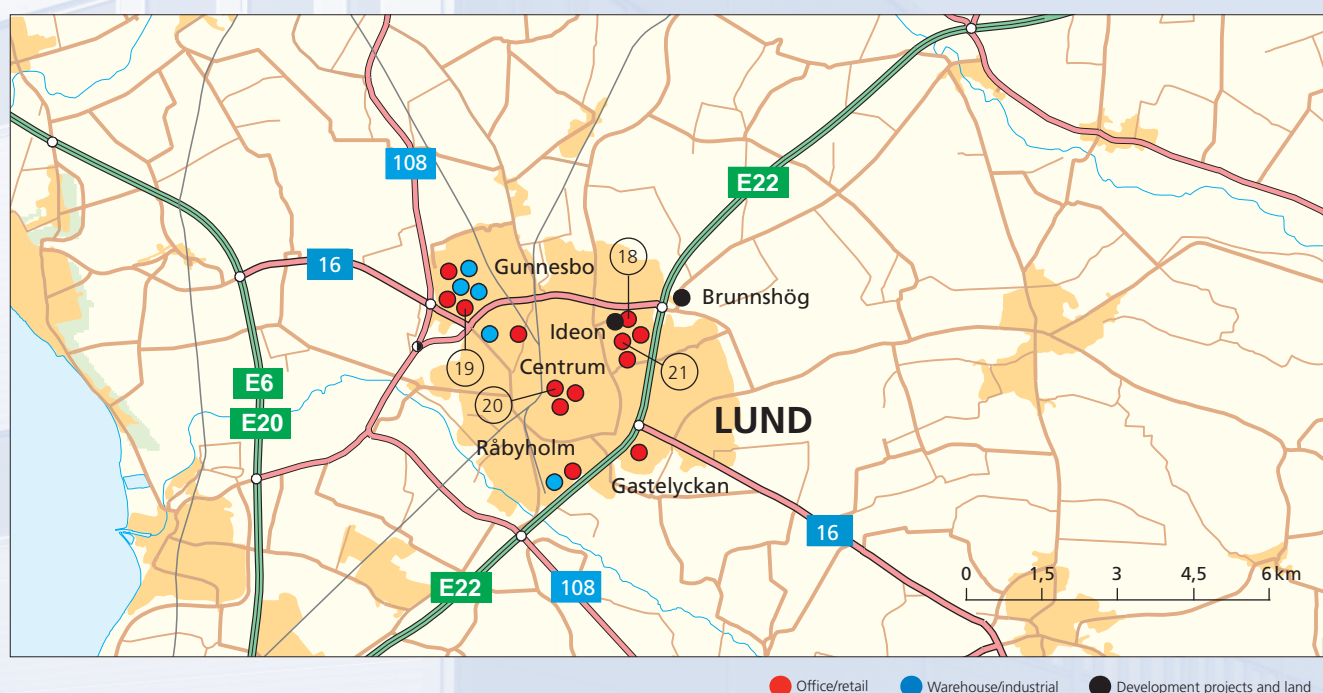 108
E22
18
16
Gunnesbo
Brunnshög
Ideon
19
Centrum
21
E6
20
E20
LUND
Råbyholm
Gastelyckan
16
E22
108
0 1,5 3 4,5 6 km
Office/retail Warehouse/industrial Development projects and land